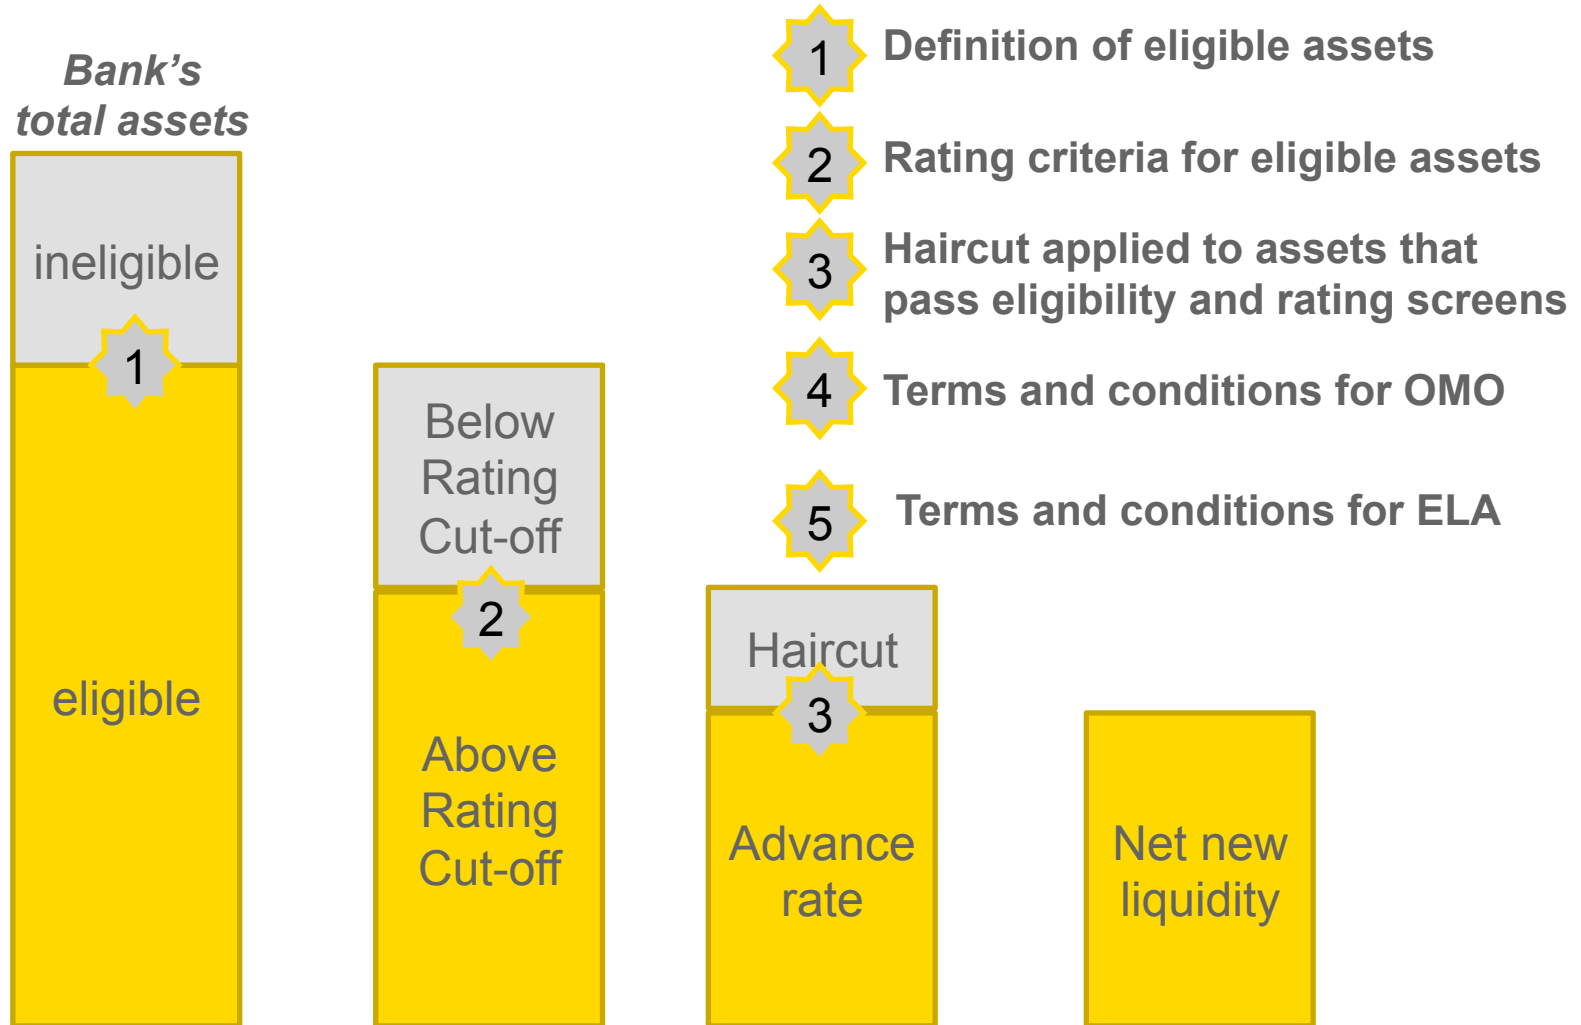 Bank’s
total assets
ineligible
1
eligible
Below
Rating
Cut-off
2
Above
Rating
Cut-off
Haircut
3
Advance
rate
Net new
liquidity
1 Definition of eligible assets
2 Rating criteria for eligible assets
3 Haircut applied to assets that
pass eligibility and rating screens
4 Terms and conditions for OMO
5 Terms and conditions for ELA